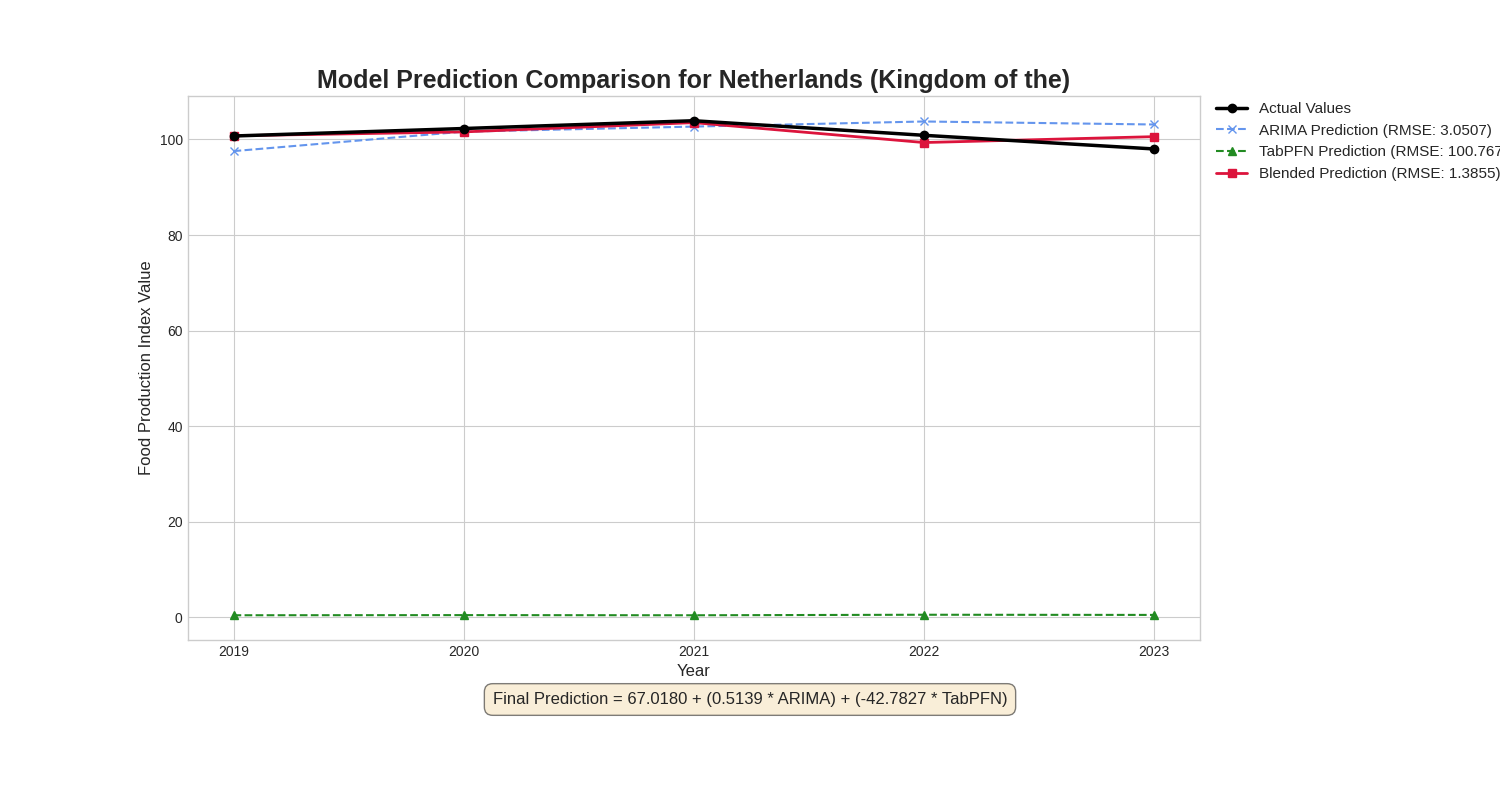 Model Prediction Comparison for Netherlands (Kingdom of the)
Actual Values
ARIMA Prediction (RMSE: 3.0507)
TabPFN Prediction (RMSE: 100.767
Blended Prediction (RMSE: 1.3855)
Food Production Index Value
100
80
60
40
20
0
2019 2020 2021 2022 2023
Year
Final Prediction = 67.0180 + (0.5139 * ARIMA) + (-42.7827 * TabPFN)